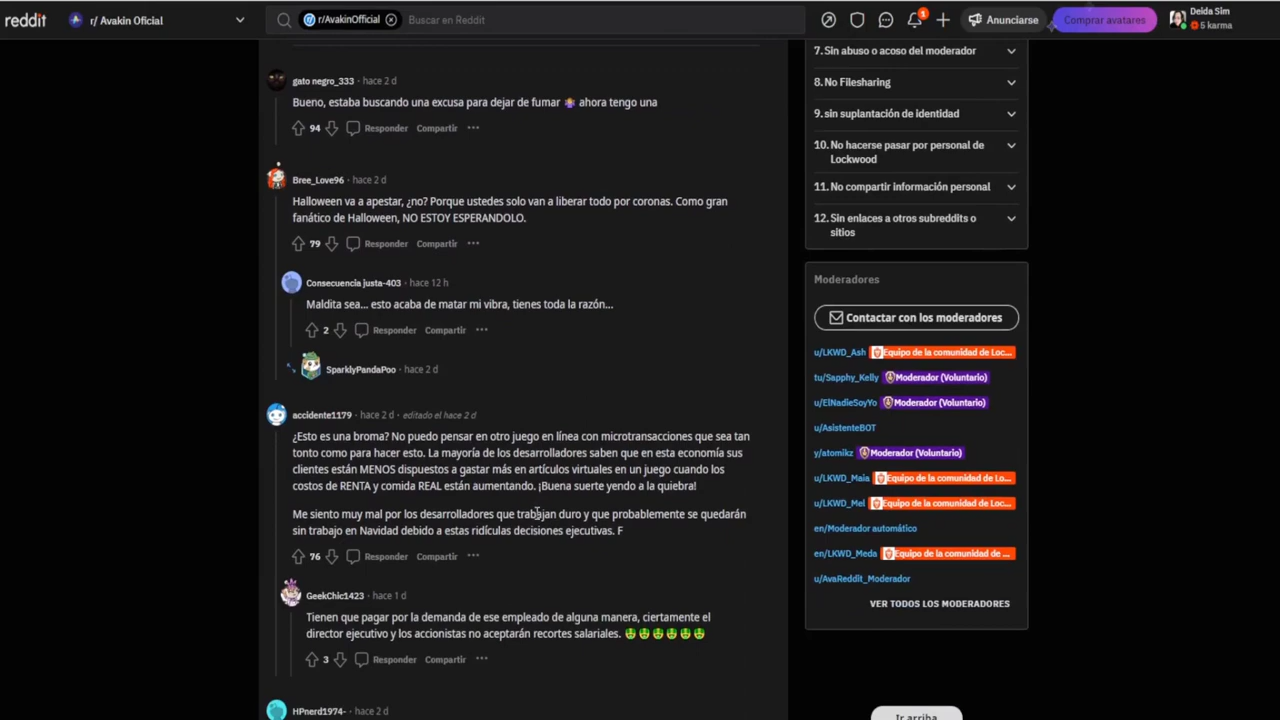 reddit
r/ Avakin Oficial
r/AvakinOfficial
Buscar en Reddit
1
Anunciarse
Comprar avatares
Delda Sim
5 karma
gato negro_333 · hace 2 d
Bueno, estaba buscando una excusa para dejar de fumar 🤷‍♀️ ahora tengo una
94 Responder Compartir ...
Bree_Love96 · hace 2 d
Halloween va a apestar, ¿no? Porque ustedes solo van a liberar todo por coronas. Como gran
fanático de Halloween, NO ESTOY ESPERANDOLO.
79 Responder Compartir ...
Consecuencia justa-403 · hace 12 h
Maldita sea... esto acaba de matar mi vibra, tienes toda la razón...
2 Responder Compartir ...
SparklyPandaPoo · hace 2 d
accidente1179 · hace 2 d · editado el hace 2 d
¿Esto es una broma? No puedo pensar en otro juego en línea con microtransacciones que sea tan
tonto como para hacer esto. La mayoría de los desarrolladores saben que en esta economía sus
clientes están MENOS dispuestos a gastar más en artículos virtuales en un juego cuando los
costos de RENTA y comida REAL están aumentando. ¡Buena suerte yendo a la quiebra!
Me siento muy mal por los desarrolladores que trabajan duro y que probablemente se quedarán
sin trabajo en Navidad debido a estas ridículas decisiones ejecutivas. F
76 Responder Compartir ...
GeekChic1423 · hace 1 d
Tienen que pagar por la demanda de ese empleado de alguna manera, ciertamente el
director ejecutivo y los accionistas no aceptarán recortes salariales. 🤑🤑🤑🤑🤑🤑
3 Responder Compartir ...
HPnerd1974- · hace 2 d
7. Sin abuso o acoso del moderador
8. No Filesharing
9. sin suplantación de identidad
10. No hacerse pasar por personal de
Lockwood
11. No compartir información personal
12. Sin enlaces a otros subreddits o
sitios
Moderadores
Contactar con los moderadores
u/LKWD_Ash Equipo de la comunidad de Loc...
tu/Sapphy_Kelly Moderador (Voluntario)
u/ElNadieSoyYo Moderador (Voluntario)
u/AsistenteBOT
y/atomikz Moderador (Voluntario)
u/LKWD_Maia Equipo de la comunidad de Lo...
u/LKWD_Mel Equipo de la comunidad de Loc...
en/Moderador automático
en/LKWD_Meda Equipo de la comunidad de ...
u/AvaReddit_Moderador
VER TODOS LOS MODERADORES
Ir arriba